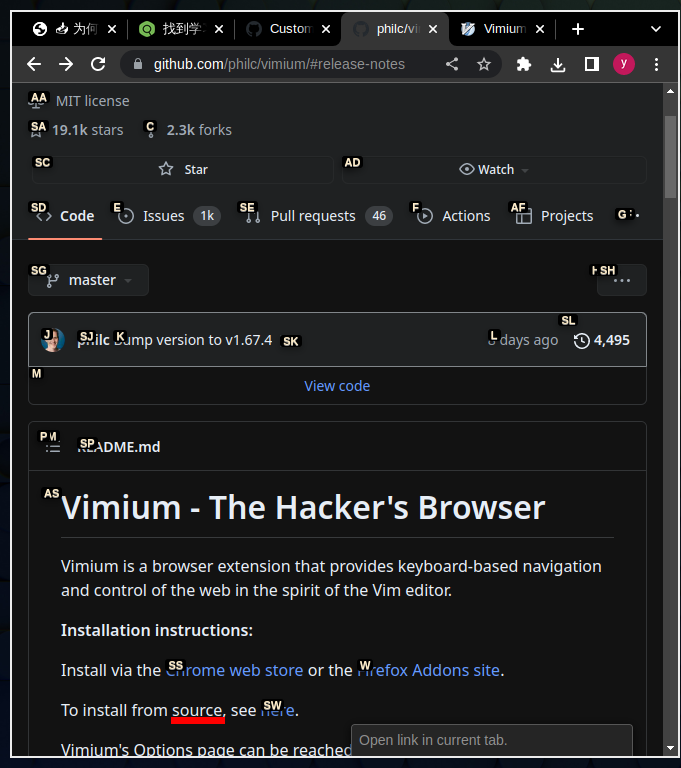 为何
找到学
Custom
philc/vi
Vimium
github.com/philc/vimium/#release-notes
y
AA MIT license
SA 19.1k stars C 2.3k forks
SC Star AD Watch
SD Code E Issues 1k SE Pull requests 46 F Actions AF Projects G
SG master SH
J SJ philc K Bump version to v1.67.4 SK L days ago SL 4,495
M
View code
SP README.md
AS Vimium - The Hacker's Browser
Vimium is a browser extension that provides keyboard-based navigation
and control of the web in the spirit of the Vim editor.
Installation instructions:
Install via the SS Chrome web store or the W Firefox Addons site.
To install from source, see SW here.
Vimium's Options page can be reached
Open link in current tab.